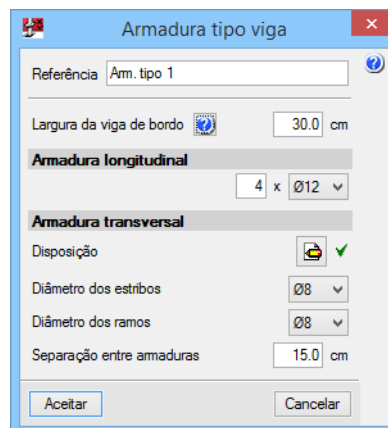 Armadura tipo viga
Referência Arm. tipo 1
Largura da viga de bordo 30.0 cm
Armadura longitudinal
4 x Ø12
Armadura transversal
Disposição
Diâmetro dos estribos Ø8
Diâmetro dos ramos Ø8
Separação entre armaduras 15.0 cm
Aceitar Cancelar